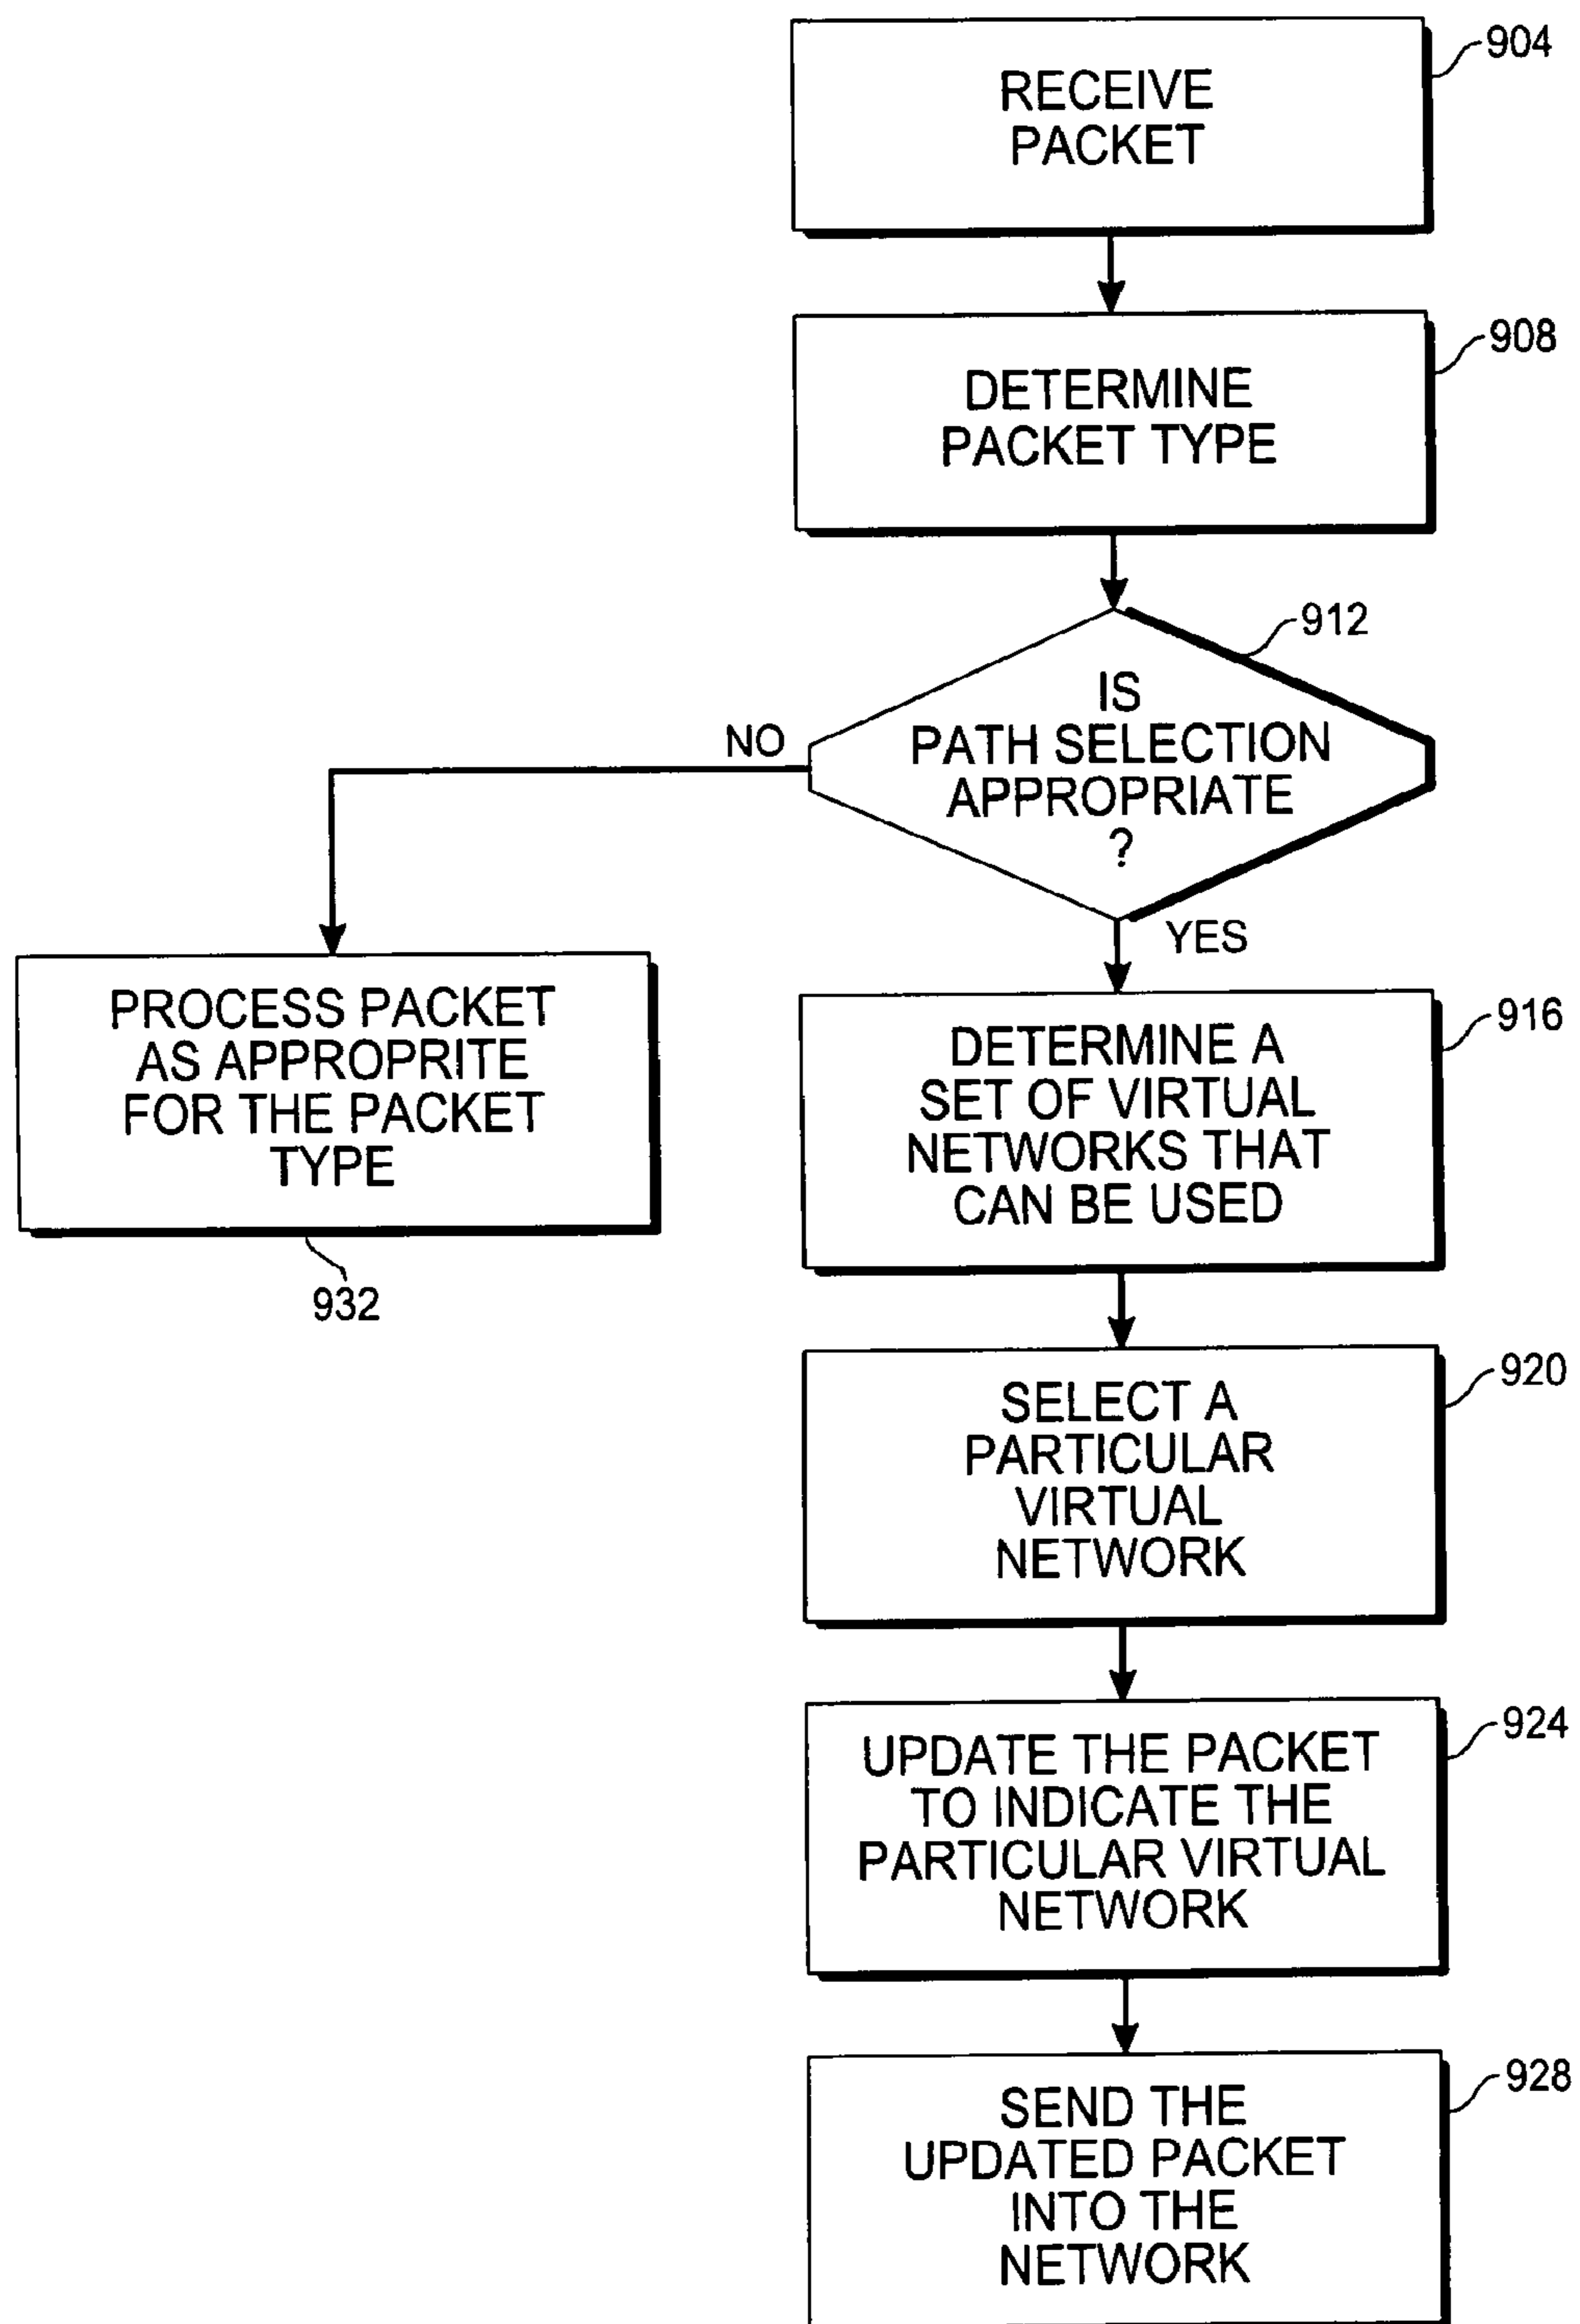 904
RECEIVE
PACKET
908
DETERMINE
PACKET TYPE
912
IS
PATH SELECTION
APPROPRIATE
?
NO
YES
PROCESS PACKET
AS APPROPRITE
FOR THE PACKET
TYPE
932
916
DETERMINE A
SET OF VIRTUAL
NETWORKS THAT
CAN BE USED
920
SELECT A
PARTICULAR
VIRTUAL
NETWORK
924
UPDATE THE PACKET
TO INDICATE THE
PARTICULAR VIRTUAL
NETWORK
928
SEND THE
UPDATED PACKET
INTO THE
NETWORK